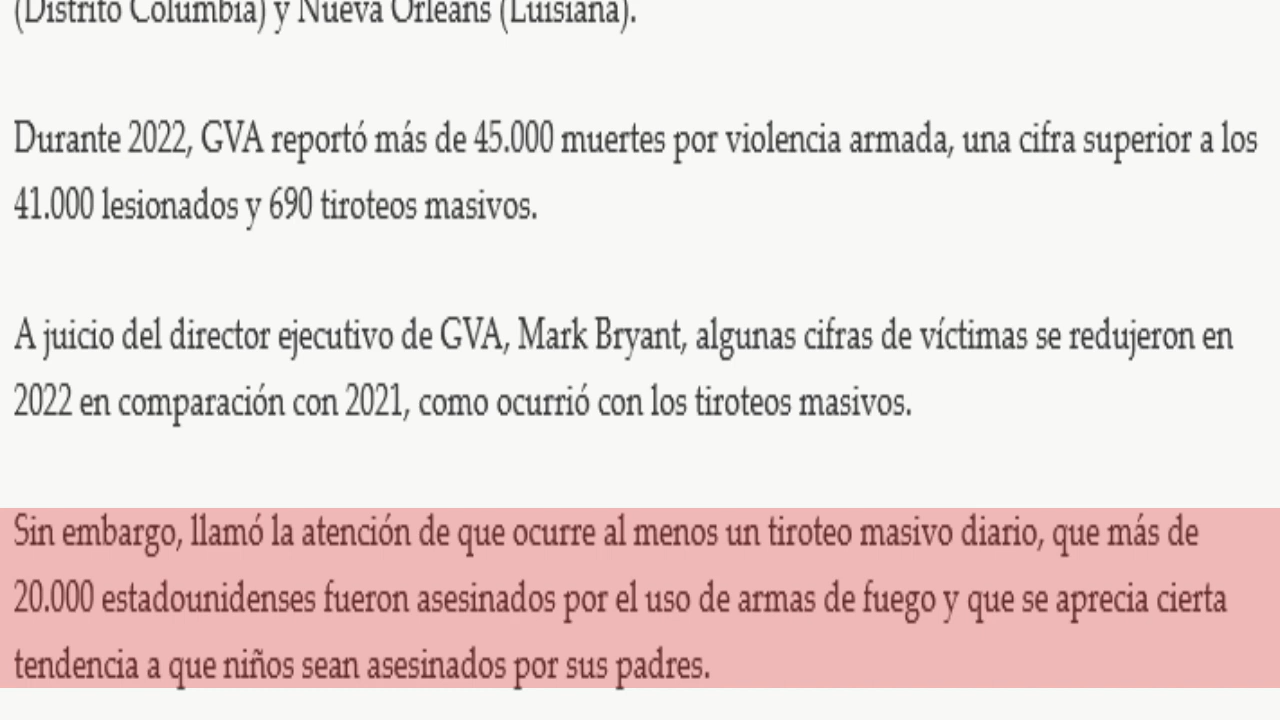 (Distrito Columbia) y Nueva Orleans (Luisiana).
Durante 2022, GVA reportó más de 45.000 muertes por violencia armada, una cifra superior a los
41.000 lesionados y 690 tiroteos masivos.
A juicio del director ejecutivo de GVA, Mark Bryant, algunas cifras de víctimas se redujeron en
2022 en comparación con 2021, como ocurrió con los tiroteos masivos.
Sin embargo, llamó la atención de que ocurre al menos un tiroteo masivo diario, que más de
20.000 estadounidenses fueron asesinados por el uso de armas de fuego y que se aprecia cierta
tendencia a que niños sean asesinados por sus padres.